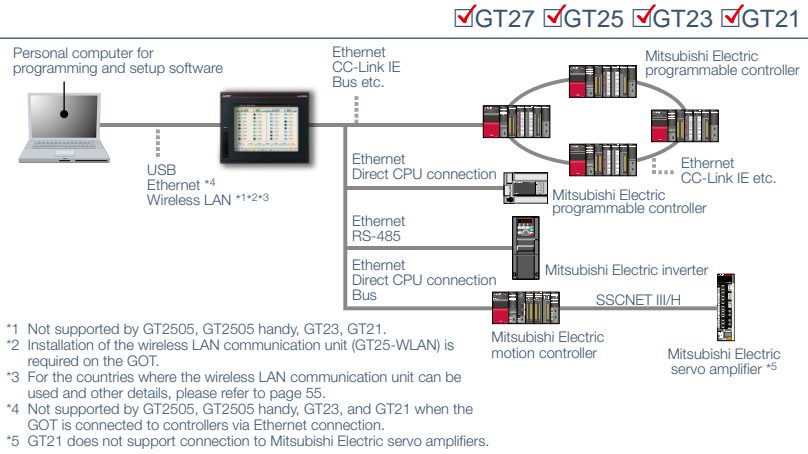 GT27 GT25 GT23 GT21
Personal computer for
programming and setup software
Ethernet
CC-Link IE
Bus etc.
Mitsubishi Electric
programmable controller
USB
Ethernet *4
Wireless LAN *1*2*3
Ethernet
Direct CPU connection
Ethernet
CC-Link IE etc.
Mitsubishi Electric
programmable controller
Ethernet
RS-485
Mitsubishi Electric inverter
Ethernet
Direct CPU connection
Bus
SSCNET III/H
Mitsubishi Electric
motion controller
Mitsubishi Electric
servo amplifier *5
*1 Not supported by GT2505, GT2505 handy, GT23, GT21.
*2 Installation of the wireless LAN communication unit (GT25-WLAN) is
required on the GOT.
*3 For the countries where the wireless LAN communication unit can be
used and other details, please refer to page 55.
*4 Not supported by GT2505, GT2505 handy, GT23, and GT21 when the
GOT is connected to controllers via Ethernet connection.
*5 GT21 does not support connection to Mitsubishi Electric servo amplifiers.